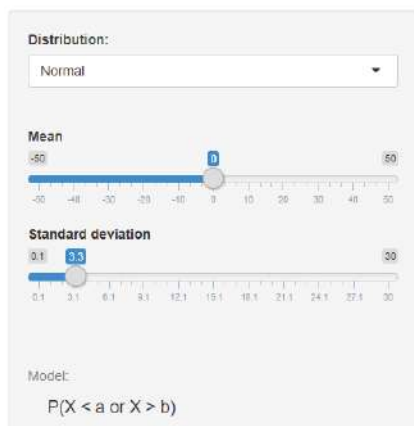 Distribution:
Normal
Mean
-50 0 50
-50 -40 -30 -20 -10 0 10 20 30 40 50
Standard deviation
0.1 3.3 30
0.1 3.1 6.1 9.1 12.1 15.1 18.1 21.1 24.1 27.1 30
Model:
P(X < a or X > b)